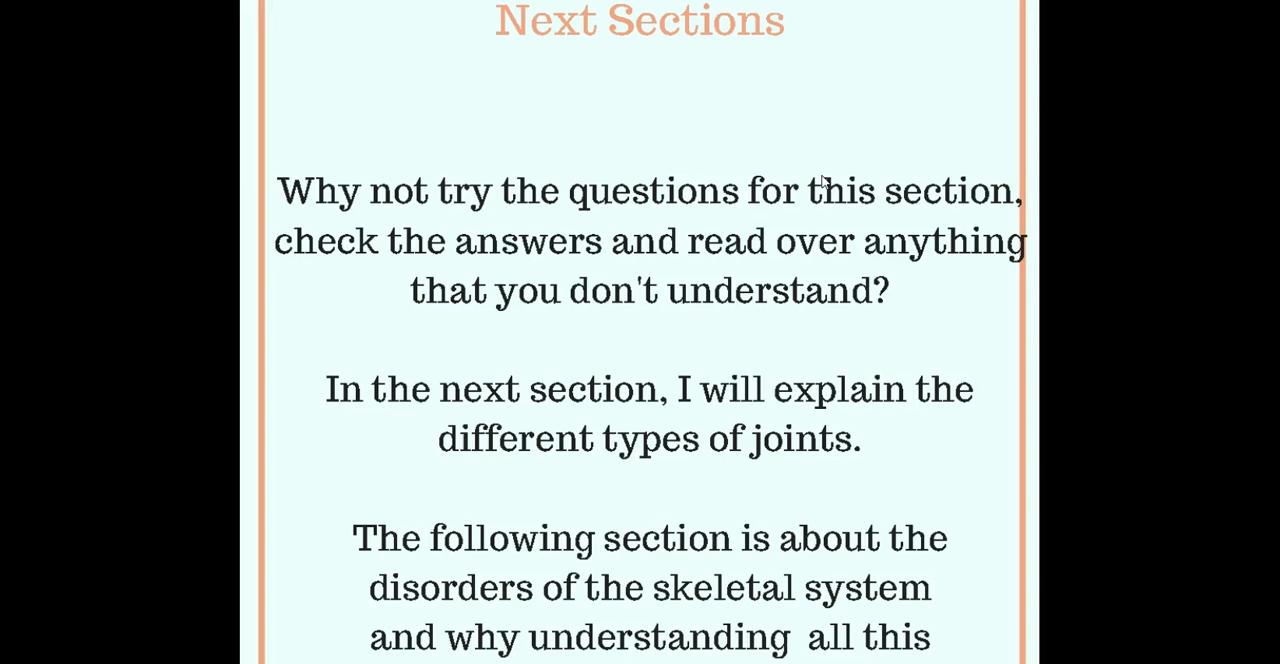 Next Sections
Why not try the questions for this section,
check the answers and read over anything
that you don't understand?
In the next section, I will explain the
different types of joints.
The following section is about the
disorders of the skeletal system
and why understanding  all this